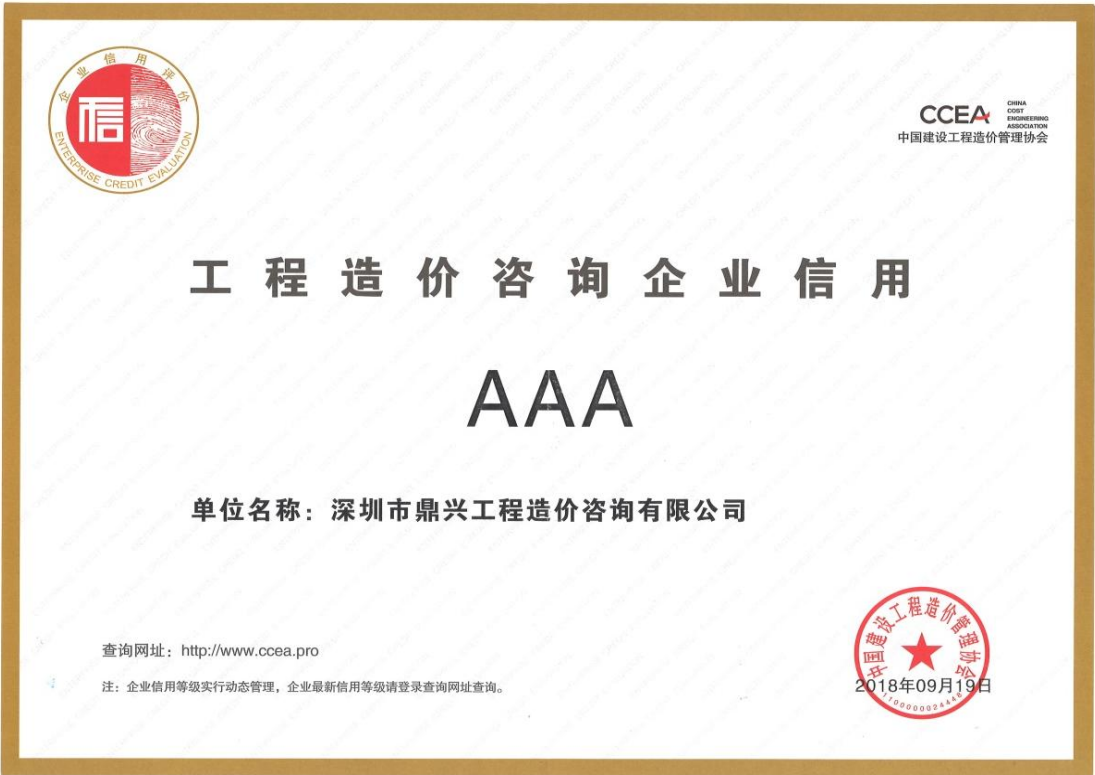 企业信用评价
信
ENTERPRISE CREDIT EVALUATION
CCEA
CHINA
COST
ENGINEERING
ASSOCIATION
中国建设工程造价管理协会
工程造价咨询企业信用
AAA
单位名称：深圳市鼎兴工程造价咨询有限公司
查询网址：http://www.ccea.pro
注：企业信用等级实行动态管理，企业最新信用等级请登录查询网址查询。
中国建设工程造价管理协会
2018年09月19日